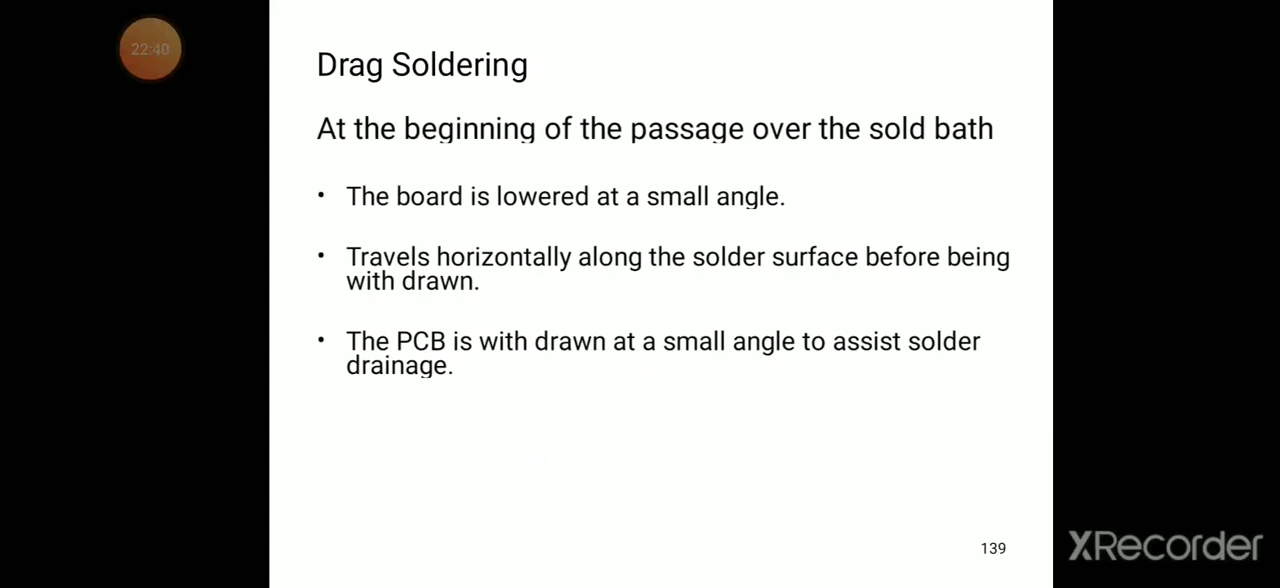 22:40
Drag Soldering
At the beginning of the passage over the sold bath
• The board is lowered at a small angle.
• Travels horizontally along the solder surface before being
with drawn.
• The PCB is with drawn at a small angle to assist solder
drainage.
139
XRecorder